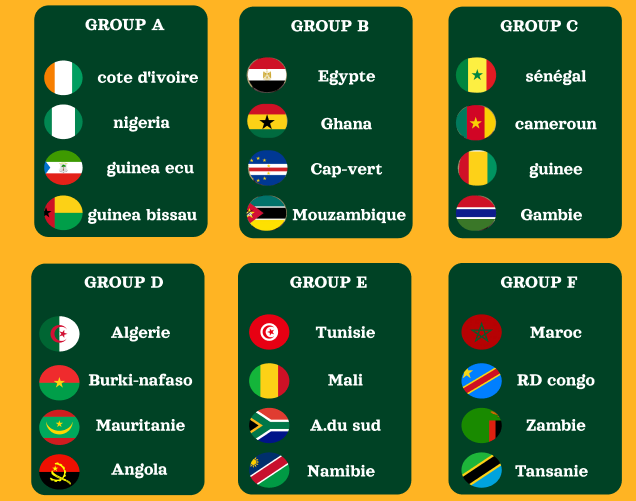 GROUP A
cote d'ivoire
nigeria
guinea ecu
guinea bissau
GROUP B
Egypte
Ghana
Cap-vert
Mouzambique
GROUP C
sénégal
cameroun
guinee
Gambie
GROUP D
Algerie
Burki-nafaso
Mauritanie
Angola
GROUP E
Tunisie
Mali
A.du sud
Namibie
GROUP F
Maroc
RD congo
Zambie
Tansanie